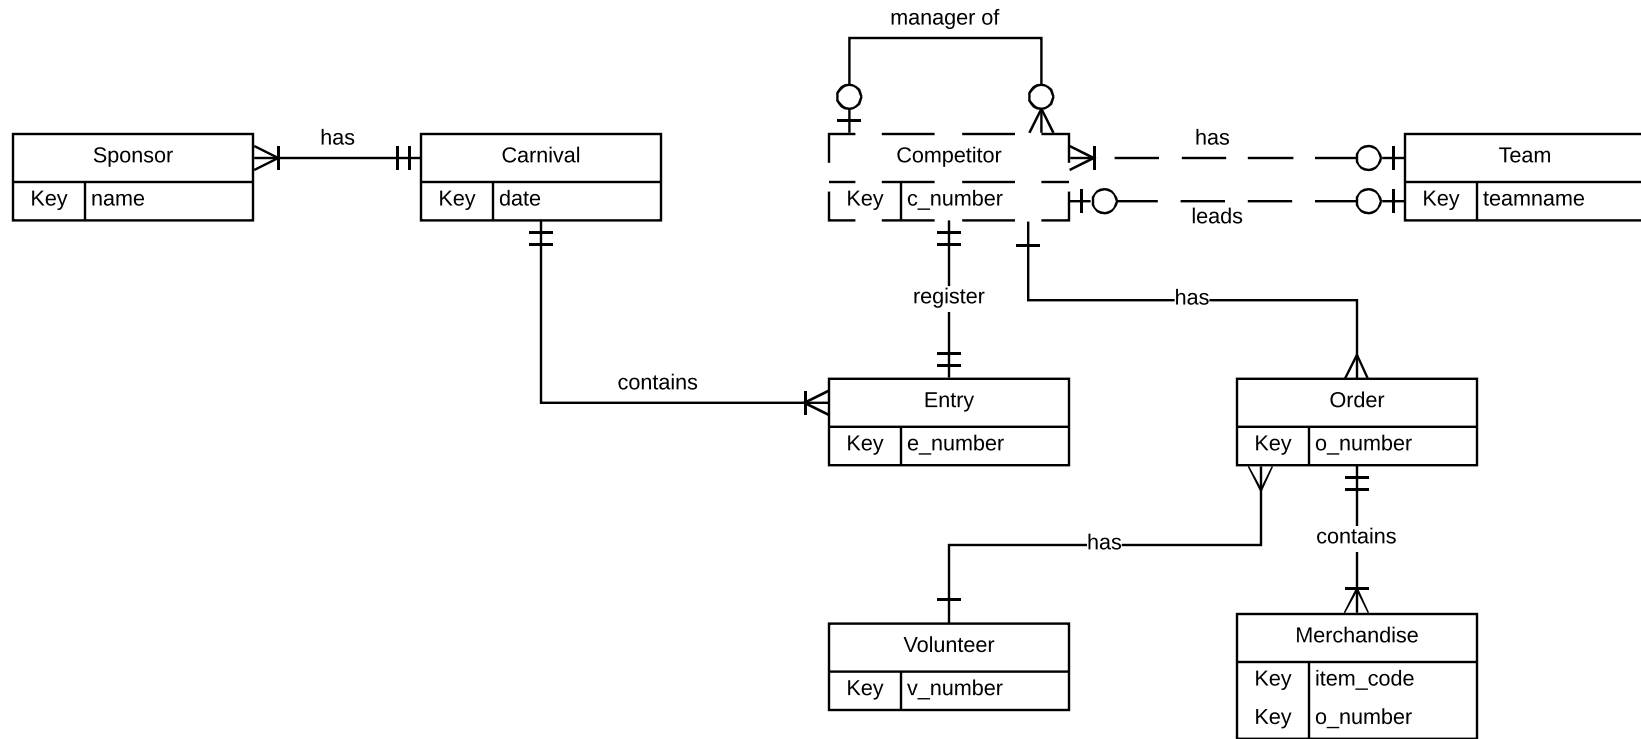 manager of
Sponsor
Key name
has
Carnival
Key date
Competitor
Key c_number
has
leads
Team
Key teamname
register
has
contains
Entry
Key e_number
Order
Key o_number
has
contains
Volunteer
Key v_number
Merchandise
Key item_code
Key o_number